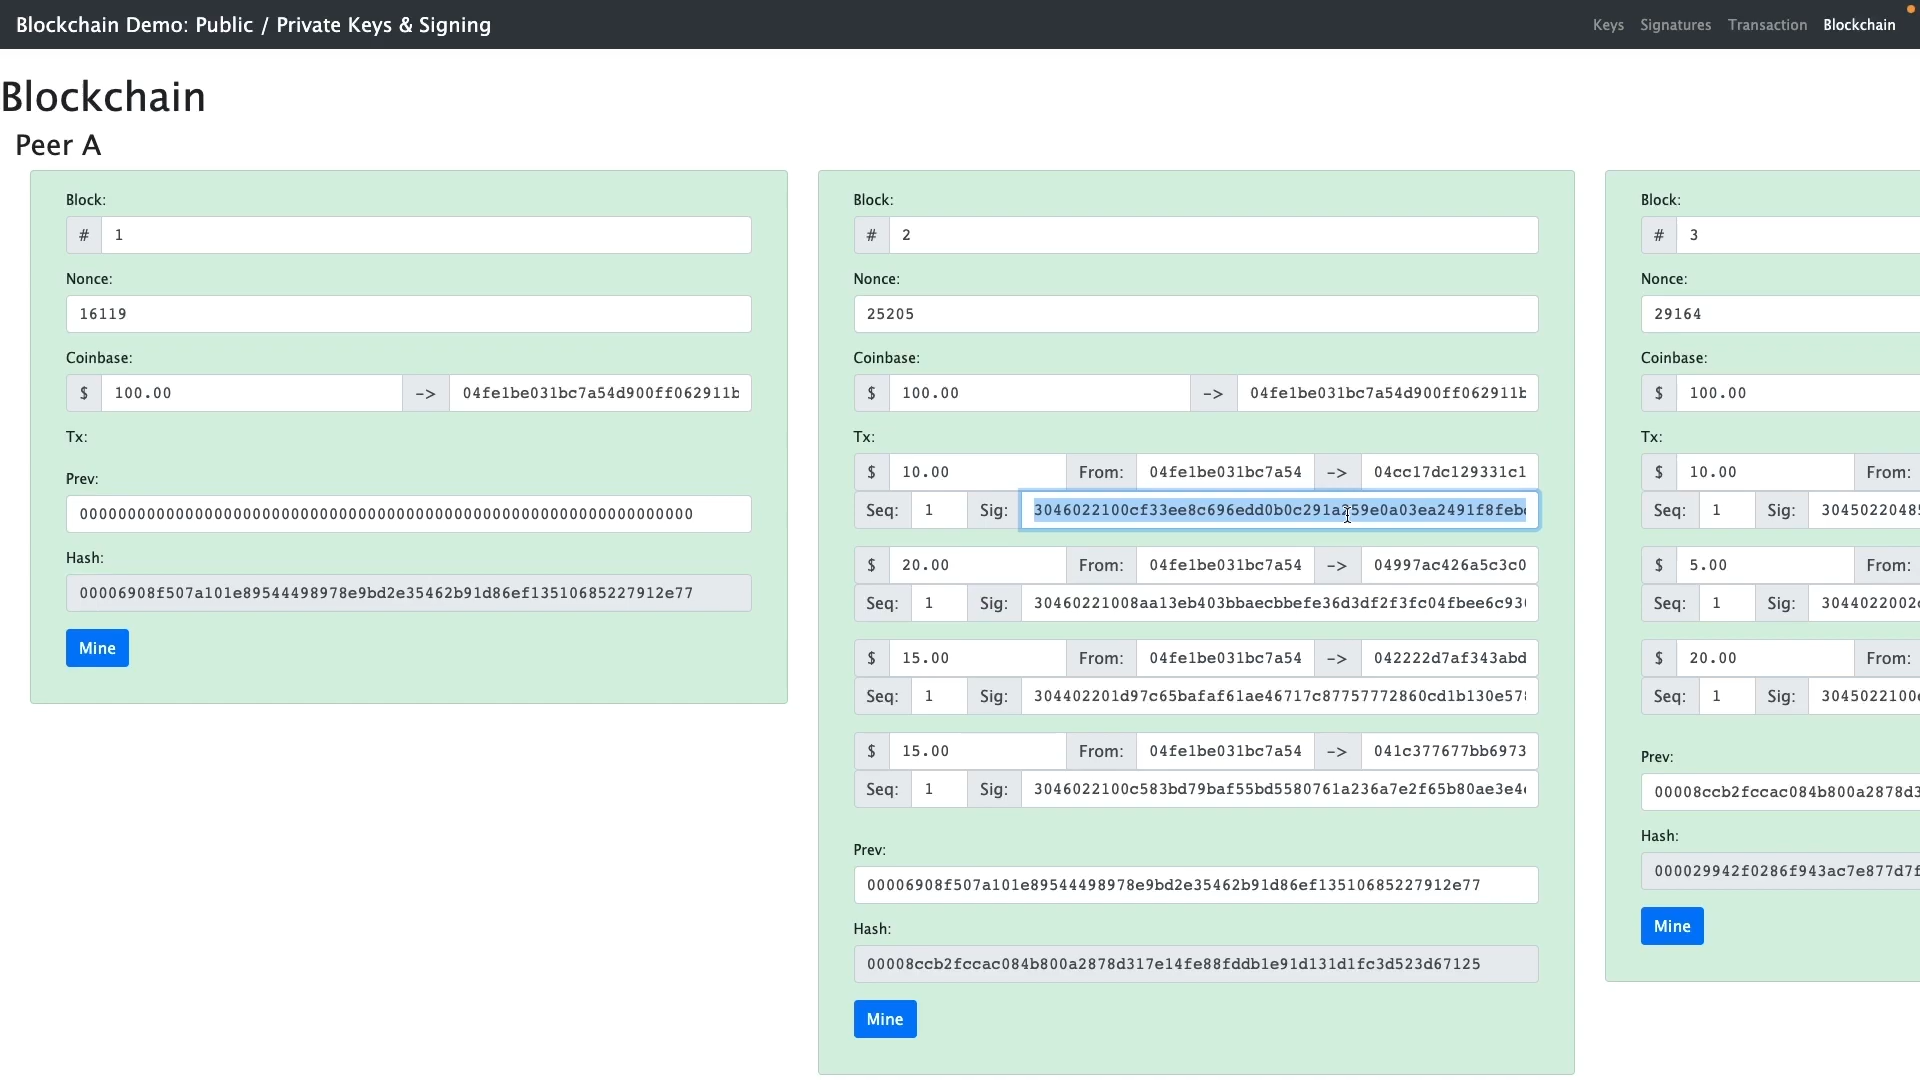 Blockchain Demo: Public / Private Keys & Signing
Keys Signatures Transaction Blockchain
Blockchain
Peer A
Block:
# 1
Nonce:
16119
Coinbase:
$ 100.00 -> 04fe1be031bc7a54d900ff062911b
Tx:
Prev:
0000000000000000000000000000000000000000000000000000000000000000
Hash:
00006908f507a101e89544498978e9bd2e35462b91d86ef13510685227912e77
Mine
Block:
# 2
Nonce:
25205
Coinbase:
$ 100.00 -> 04fe1be031bc7a54d900ff062911b
Tx:
$ 10.00 From: 04fe1be031bc7a54 -> 04cc17dc129331c1
Seq: 1 Sig: 3046022100cf33ee8c696edd0b0c291a259e0a03ea2491f8feb
$ 20.00 From: 04fe1be031bc7a54 -> 04997ac426a5c3c0
Seq: 1 Sig: 30460221008aa13eb403bbaecbbefe36d3df2f3fc04fbee6c93
$ 15.00 From: 04fe1be031bc7a54 -> 042222d7af343abd
Seq: 1 Sig: 304402201d97c65bafaf61ae46717c87757772860cd1b130e57
$ 15.00 From: 04fe1be031bc7a54 -> 041c377677bb6973
Seq: 1 Sig: 3046022100c583bd79baf55bd5580761a236a7e2f65b80ae3e4
Prev:
00006908f507a101e89544498978e9bd2e35462b91d86ef13510685227912e77
Hash:
00008ccb2fccac084b800a2878d317e14fe88fddb1e91d131d1fc3d523d67125
Mine
Block:
# 3
Nonce:
29164
Coinbase:
$ 100.00
Tx:
$ 10.00 From:
Seq: 1 Sig: 304502204
$ 5.00 From:
Seq: 1 Sig: 3044022002
$ 20.00 From:
Seq: 1 Sig: 3045022100
Prev:
00008ccb2fccac084b800a2878d3
Hash:
000029942f0286f943ac7e877d7f
Mine